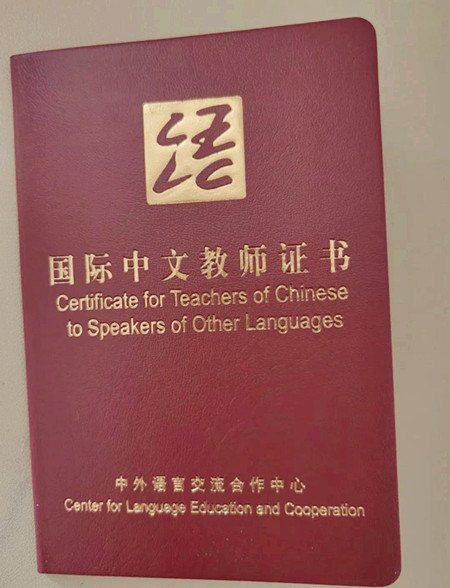 语
国际中文教师证书
Certificate for Teachers of Chinese
to Speakers of Other Languages
中外语言交流合作中心
Center for Language Education and Cooperation